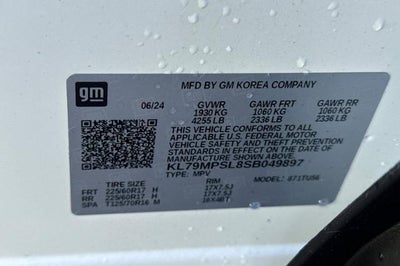 gm
MFD BY GM KOREA COMPANY
06/24 GVWR GAWR FRT GAWR RR
1930 KG 1060 KG 1060 KG
4255 LB 2336 LB 2336 LB
THIS VEHICLE CONFORMS TO ALL
APPLICABLE U.S. FEDERAL MOTOR
VEHICLE SAFETY AND THEFT
PREVENTION STANDARDS IN
EFFECT ON THE DATE OF
MANUFACTURE SHOWN ABOVE.
KL79MPSL8SB049897
TYPE: MPV MODEL: 871TU56
TIRE SIZE RIM
FRT 225/60R17 H 17X7.5J
RR 225/60R17 H 17X7.5J
SPA T125/70R16 M 16X4BT